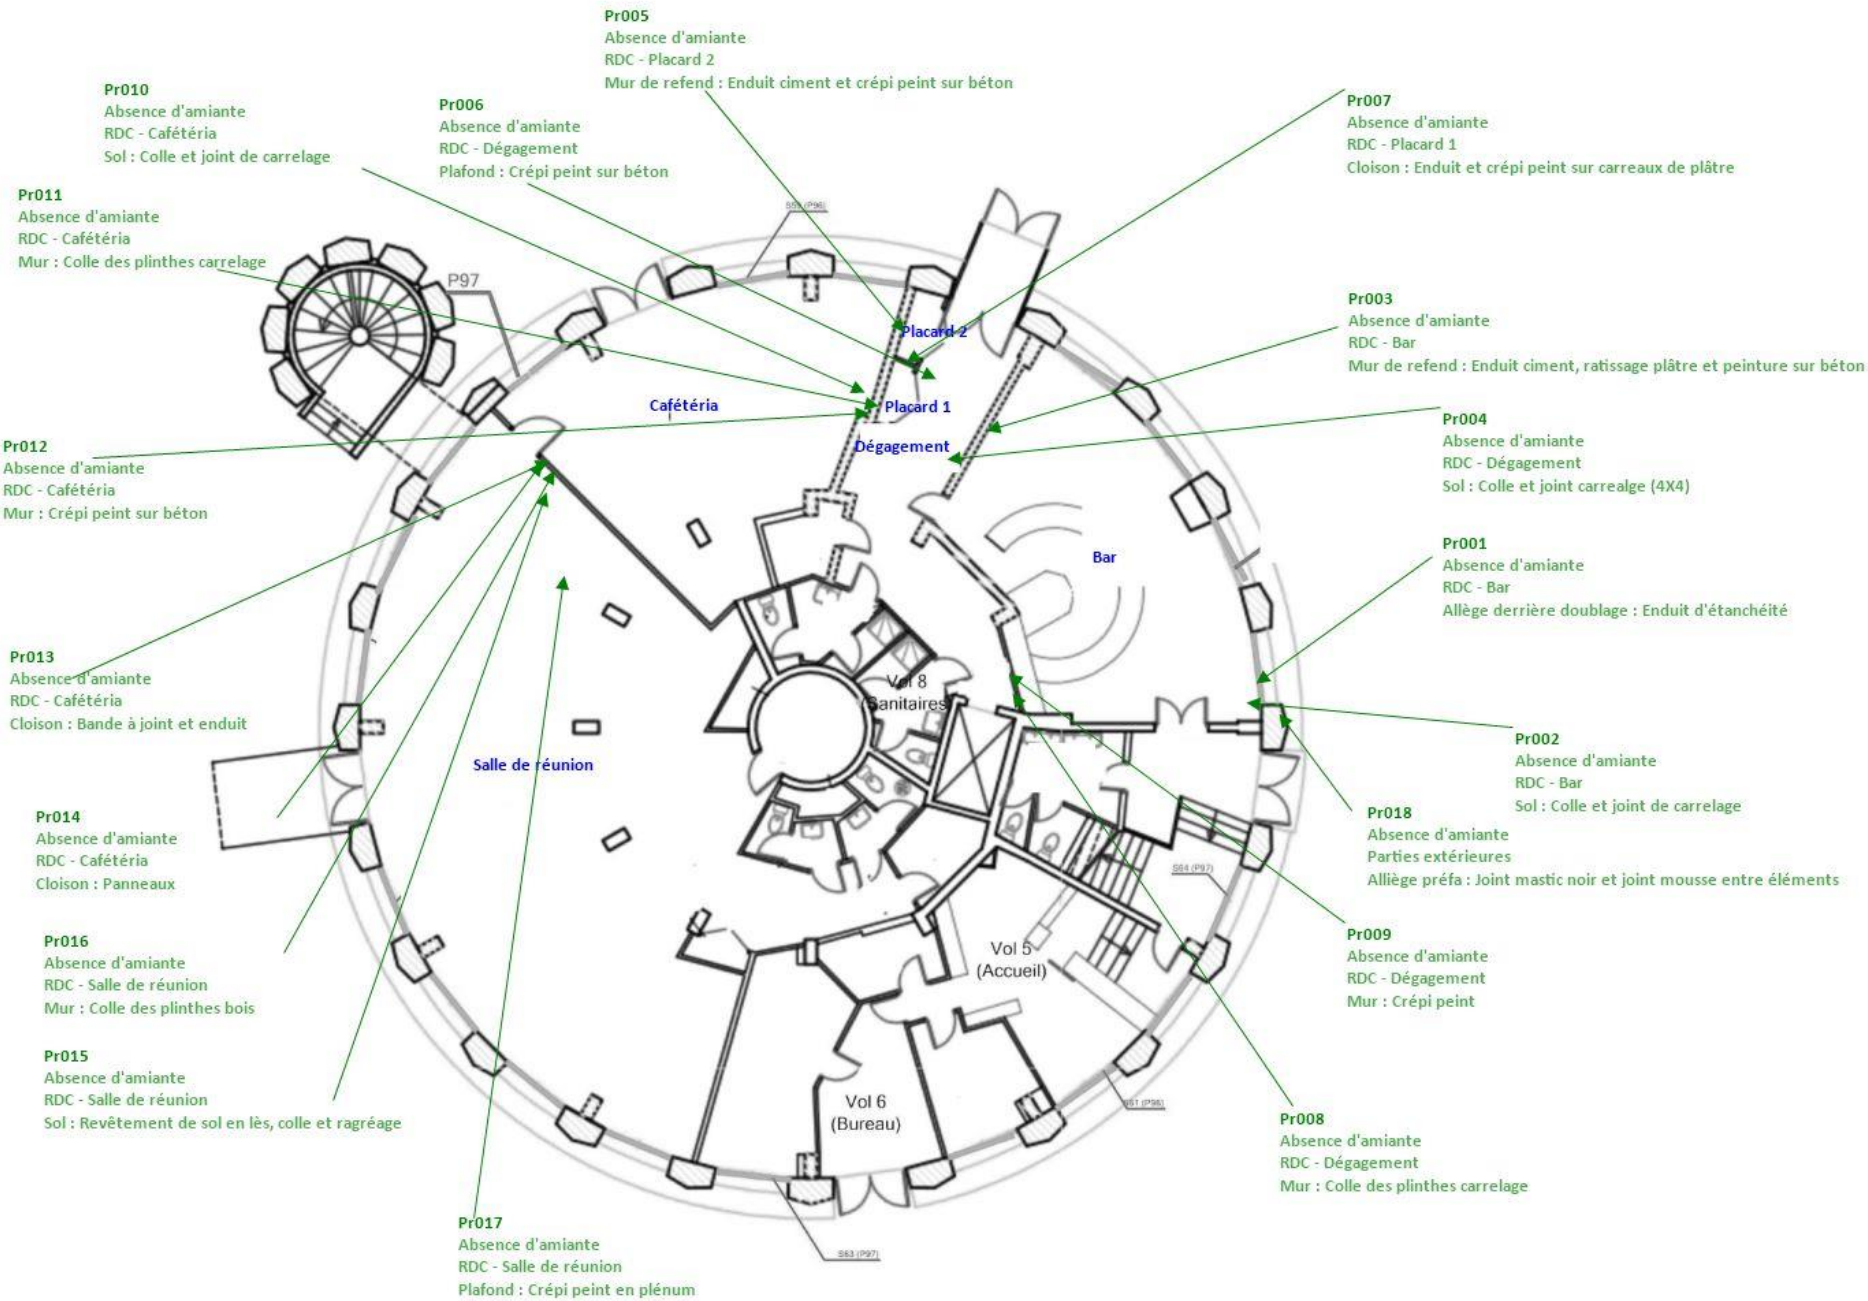 Pr005
Absence d'amiante
RDC - Placard 2
Mur de refend : Enduit ciment et crépi peint sur béton
Pr010
Absence d'amiante
RDC - Cafétéria
Sol : Colle et joint de carrelage
Pr006
Absence d'amiante
RDC - Dégagement
Plafond : Crépi peint sur béton
Pr007
Absence d'amiante
RDC - Placard 1
Cloison : Enduit et crépi peint sur carreaux de plâtre
Pr011
Absence d'amiante
RDC - Cafétéria
Mur : Colle des plinthes carrelage
P97
Pr003
Absence d'amiante
RDC - Bar
Mur de refend : Enduit ciment, ratissage plâtre et peinture sur béton
Placard 2
Cafétéria
Placard 1
Dégagement
Pr004
Absence d'amiante
RDC - Dégagement
Sol : Colle et joint carrealge (4X4)
Pr012
Absence d'amiante
RDC - Cafétéria
Mur : Crépi peint sur béton
Bar
Pr001
Absence d'amiante
RDC - Bar
Allège derrière doublage : Enduit d'étanchéité
Pr013
Absence d'amiante
RDC - Cafétéria
Cloison : Bande à joint et enduit
Vol 8
(Sanitaires)
Salle de réunion
Pr002
Absence d'amiante
RDC - Bar
Sol : Colle et joint de carrelage
Pr014
Absence d'amiante
RDC - Cafétéria
Cloison : Panneaux
Pr018
Absence d'amiante
Parties extérieures
Alliège préfa : Joint mastic noir et joint mousse entre éléments
S64 (P97)
Pr016
Absence d'amiante
RDC - Salle de réunion
Mur : Colle des plinthes bois
Vol 5
(Accueil)
Pr009
Absence d'amiante
RDC - Dégagement
Mur : Crépi peint
Pr015
Absence d'amiante
RDC - Salle de réunion
Sol : Revêtement de sol en lès, colle et ragréage
Vol 6
(Bureau)
Pr008
Absence d'amiante
RDC - Dégagement
Mur : Colle des plinthes carrelage
Pr017
Absence d'amiante
RDC - Salle de réunion
Plafond : Crépi peint en plénum
S63 (P97)